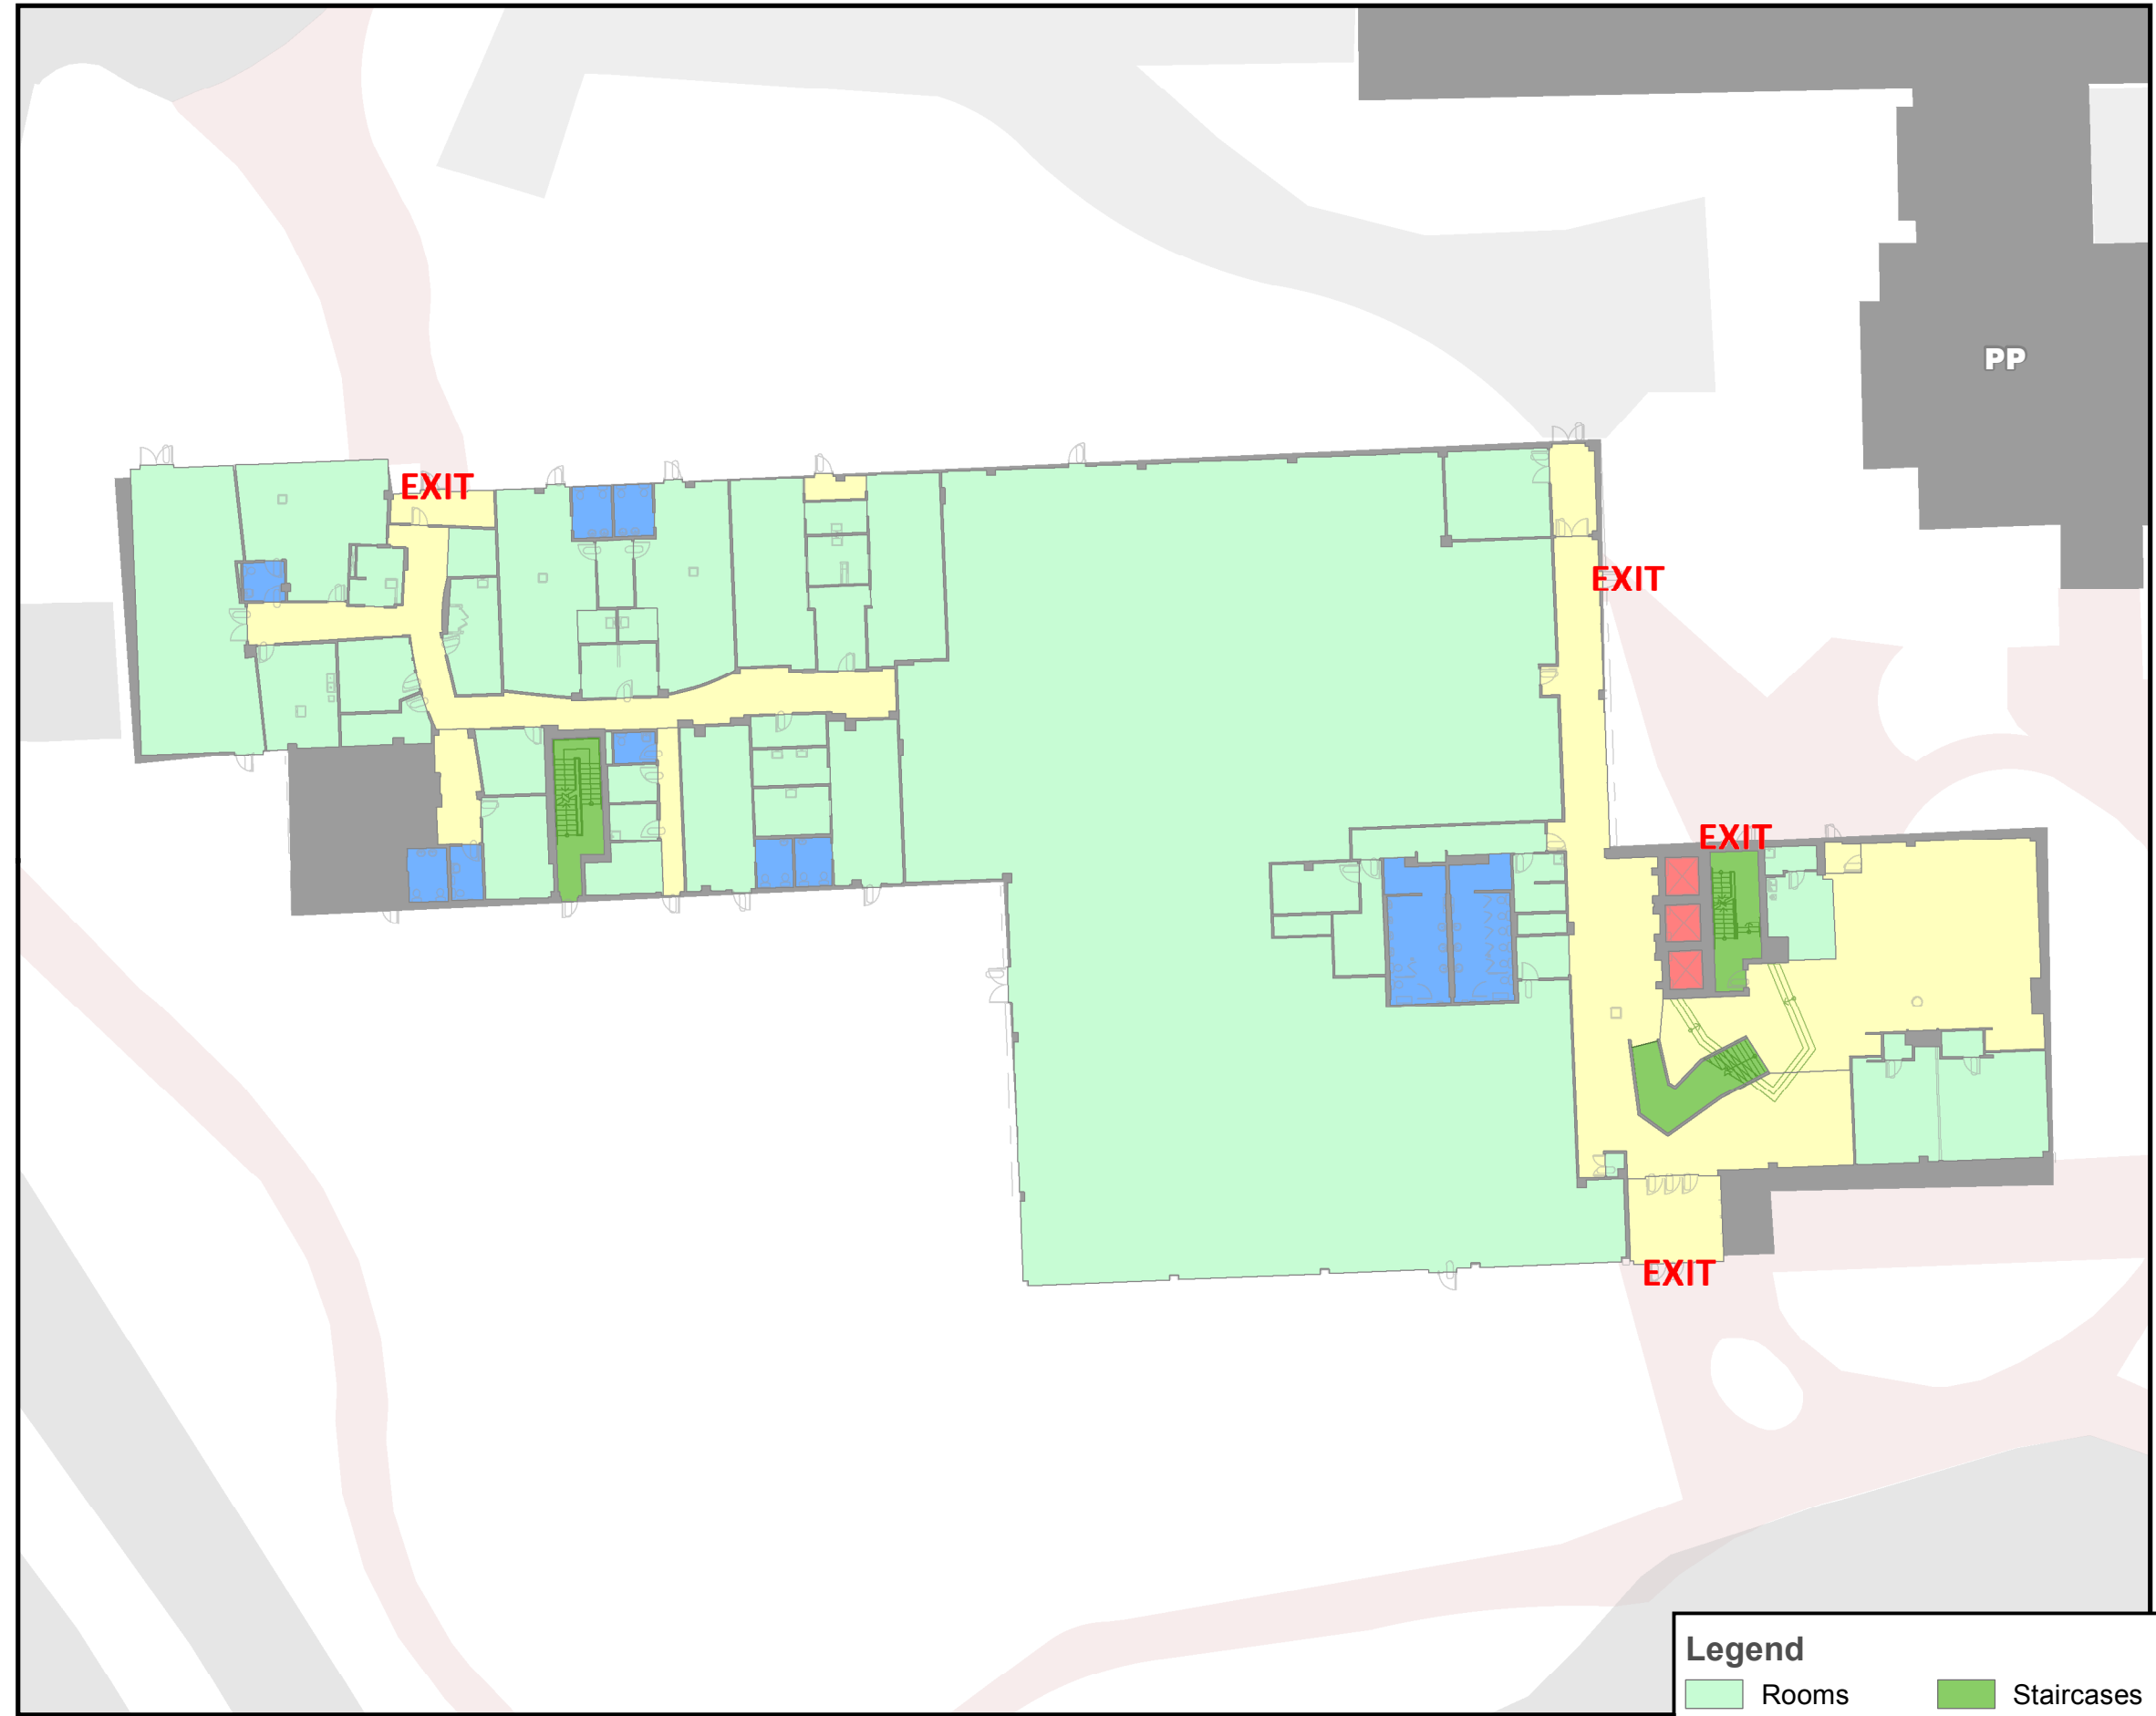 PP
EXIT
EXIT
EXIT
EXIT
Legend
Rooms
Staircases